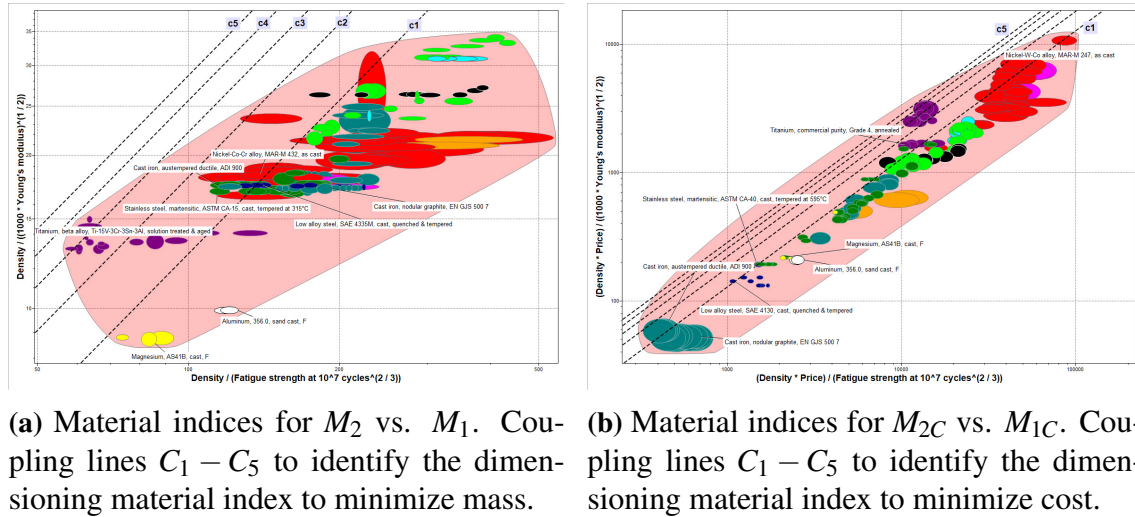 c5
c4
c3
c2
c1
35
25
20
15
10
Density / ((1000 * Young's modulus)^(1 / 2))
Nickel-Co-Cr alloy, MAR-M 432, as cast
Cast iron, austempered ductile, ADI 900
Stainless steel, martensitic, ASTM CA-15, cast, tempered at 315°C
Cast iron, nodular graphite, EN GJS 500 7
Low alloy steel, SAE 4335M, cast, quenched & tempered
Titanium, beta alloy, Ti-15V-3Cr-3Sn-3Al, solution treated & aged
Aluminum, 356.0, sand cast, F
Magnesium, AS41B, cast, F
50
100
200
500
Density / (Fatigue strength at 10^7 cycles^(2 / 3))
c5
c1
10000
1000
100
(Density * Price) / ((1000 * Young's modulus)^(1 / 2))
Nickel-W-Co alloy, MAR-M 247, as cast
Titanium, commercial purity, Grade 4, annealed
Stainless steel, martensitic, ASTM CA-40, cast, tempered at 595°C
Magnesium, AS41B, cast, F
Cast iron, austempered ductile, ADI 900
Aluminum, 356.0, sand cast, F
Low alloy steel, SAE 4130, cast, quenched & tempered
Cast iron, nodular graphite, EN GJS 500 7
1000
10000
100000
(Density * Price) / (Fatigue strength at 10^7 cycles^(2 / 3))
(a) Material indices for M2 vs. M1. Cou-
pling lines C1 − C5 to identify the dimen-
sioning material index to minimize mass.
(b) Material indices for M2C vs. M1C. Cou-
pling lines C1 − C5 to identify the dimen-
sioning material index to minimize cost.